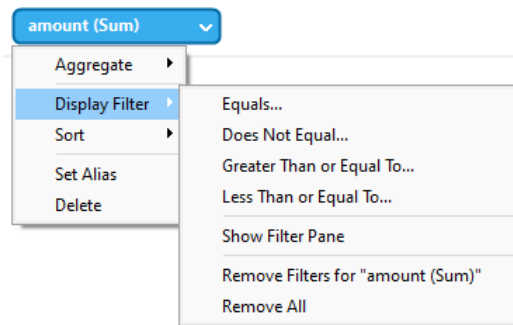 amount (Sum)
Aggregate
Display Filter
Sort
Set Alias
Delete
Equals...
Does Not Equal...
Greater Than or Equal To...
Less Than or Equal To...
Show Filter Pane
Remove Filters for "amount (Sum)"
Remove All